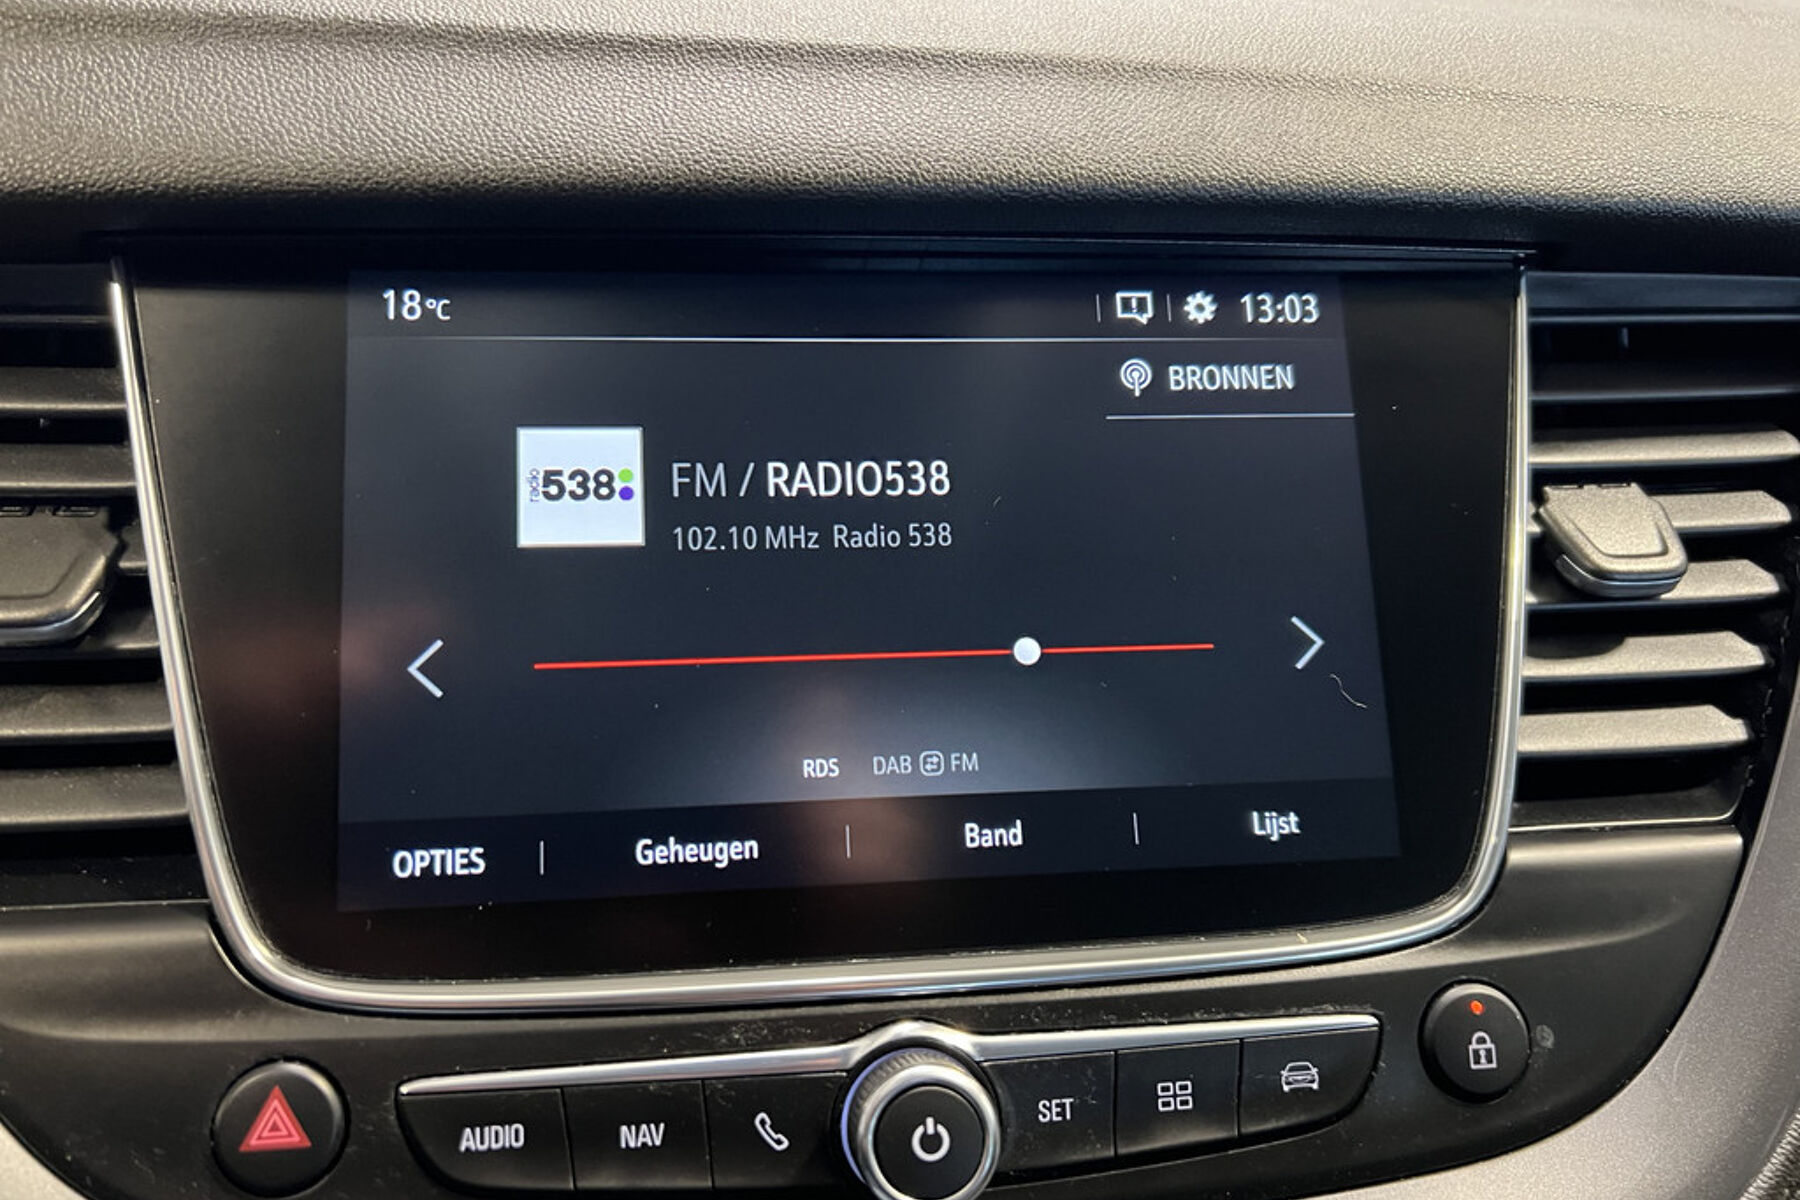 18°C
13:03
BRONNEN
radio 538
FM / RADIO538
102.10 MHz Radio 538
RDS DAB FM
OPTIES | Geheugen | Band | Lijst
AUDIO NAV SET